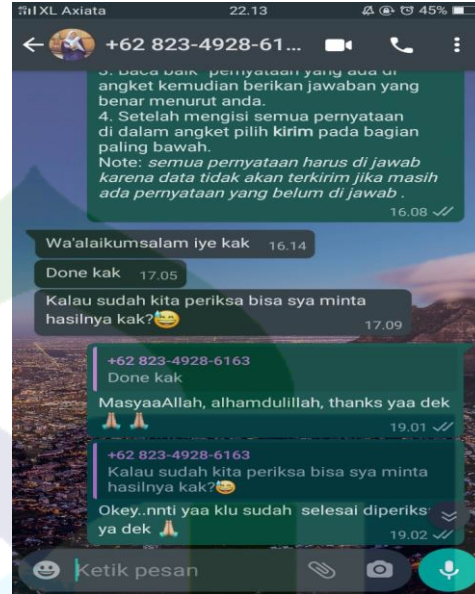 XL Axiata 22.13 45%
+62 823-4928-61...
3. Baca baik pernyataan yang ada di
angket kemudian berikan jawaban yang
benar menurut anda.
4. Setelah mengisi semua pernyataan
di dalam angket pilih kirim pada bagian
paling bawah.
Note: semua pernyataan harus di jawab
karena data tidak akan terkirim jika masih
ada pernyataan yang belum di jawab .
16.08
Wa'alaikumsalam iye kak 16.14
Done kak 17.05
Kalau sudah kita periksa bisa sya minta
hasilnya kak?😅
17.09
+62 823-4928-6163
Done kak
MasyaaAllah, alhamdulillah, thanks yaa dek
🙏🙏
19.01
+62 823-4928-6163
Kalau sudah kita periksa bisa sya minta
hasilnya kak?😅
Okey..nnti yaa klu sudah selesai diperiks
ya dek 🙏
19.02
Ketik pesan